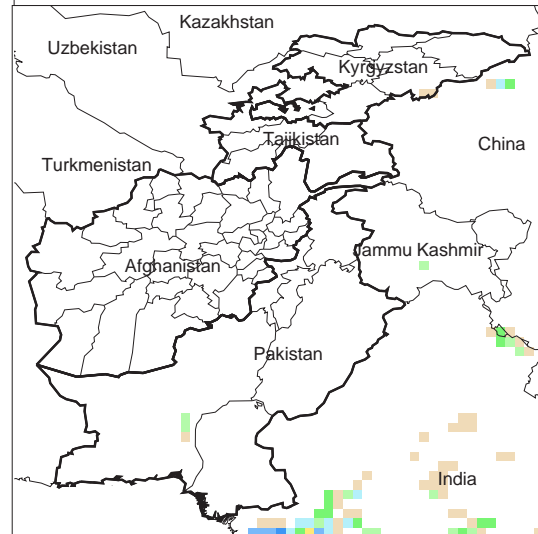 Kazakhstan
Uzbekistan
Kyrgyzstan
Tajikistan
China
Turkmenistan
Jammu Kashmir
Afghanistan
Pakistan
India